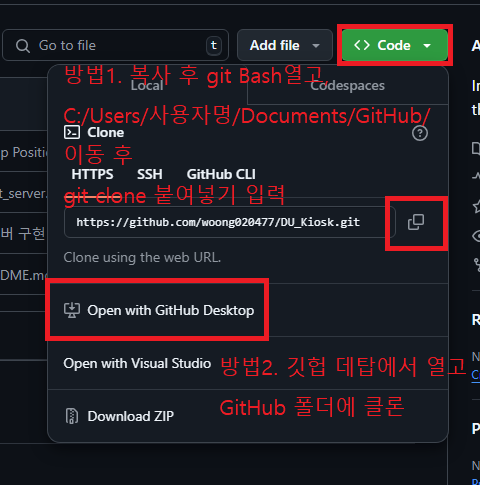 Go to file
t
Add file
Code
방법1. 복사 후 git Bash열고,
Local
Codespaces
C:/Users/사용자명/Documents/GitHub/
Clone
이동 후
HTTPS
SSH
GitHub CLI
git clone 붙여넣기 입력
https://github.com/woong020477/DU_Kiosk.git
Clone using the web URL.
Open with GitHub Desktop
Open with Visual Studio
방법2. 깃헙 데탑에서 열고
GitHub 폴더에 클론
Download ZIP
p Positio
t_server.
버 구현
DME.m
A
In
th
R
N
C
P
N